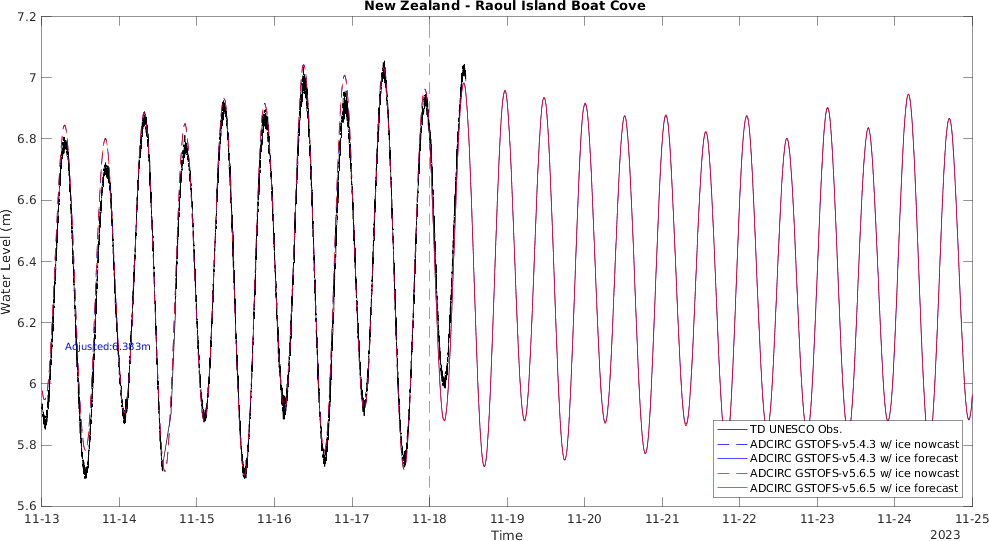 New Zealand - Raoul Island Boat Cove
7.2
7
6.8
6.6
6.4
6.2
6
5.8
5.6
Water Level (m)
Adjusted:6.383m
TD UNESCO Obs.
ADCIRC GSTOFS-v5.4.3 w/ ice nowcast
ADCIRC GSTOFS-v5.4.3 w/ ice forecast
ADCIRC GSTOFS-v5.6.5 w/ ice nowcast
ADCIRC GSTOFS-v5.6.5 w/ ice forecast
11-13 11-14 11-15 11-16 11-17 11-18 11-19 11-20 11-21 11-22 11-23 11-24 11-25
Time
2023